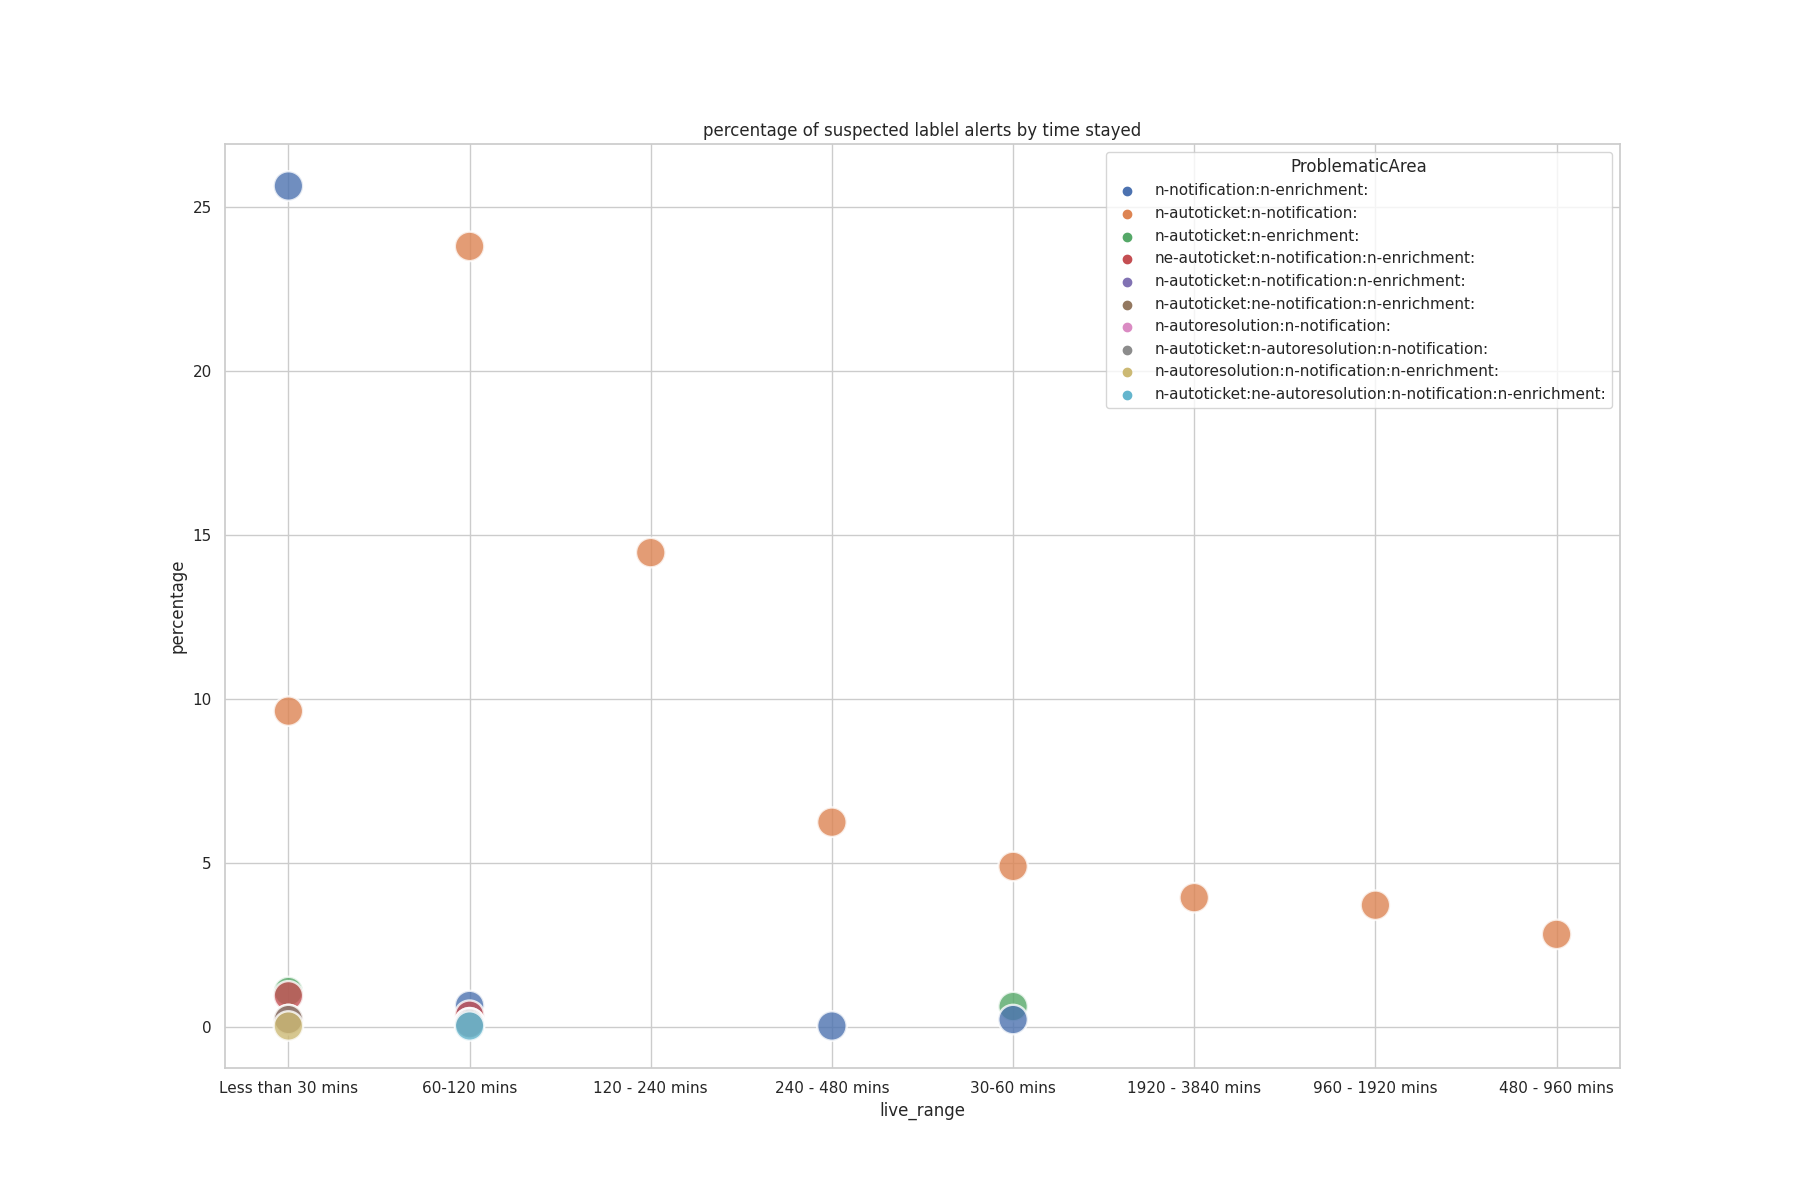 percentage of suspected lablel alerts by time stayed
ProblematicArea
n-notification:n-enrichment:
n-autoticket:n-notification:
n-autoticket:n-enrichment:
ne-autoticket:n-notification:n-enrichment:
n-autoticket:n-notification:n-enrichment:
n-autoticket:ne-notification:n-enrichment:
n-autoresolution:n-notification:
n-autoticket:n-autoresolution:n-notification:
n-autoresolution:n-notification:n-enrichment:
n-autoticket:ne-autoresolution:n-notification:n-enrichment:
25
20
15
10
5
0
percentage
Less than 30 mins 60-120 mins 120 - 240 mins 240 - 480 mins 30-60 mins 1920 - 3840 mins 960 - 1920 mins 480 - 960 mins
live_range